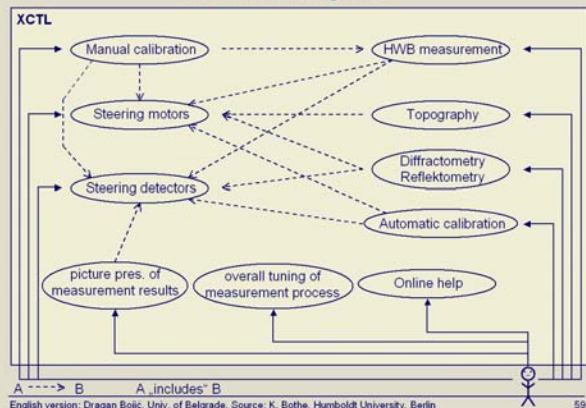 XCTL
Manual calibration
HWB measurement
Steering motors
Topography
Diffractometry
Reflektometry
Steering detectors
Automatic calibration
picture pres. of
measurement results
overall tuning of
measurement process
Online help
A B A „includes“ B
English version: Dragan Bojić, Univ. of Belgrade, Source: K. Bothe, Humboldt University, Berlin 59